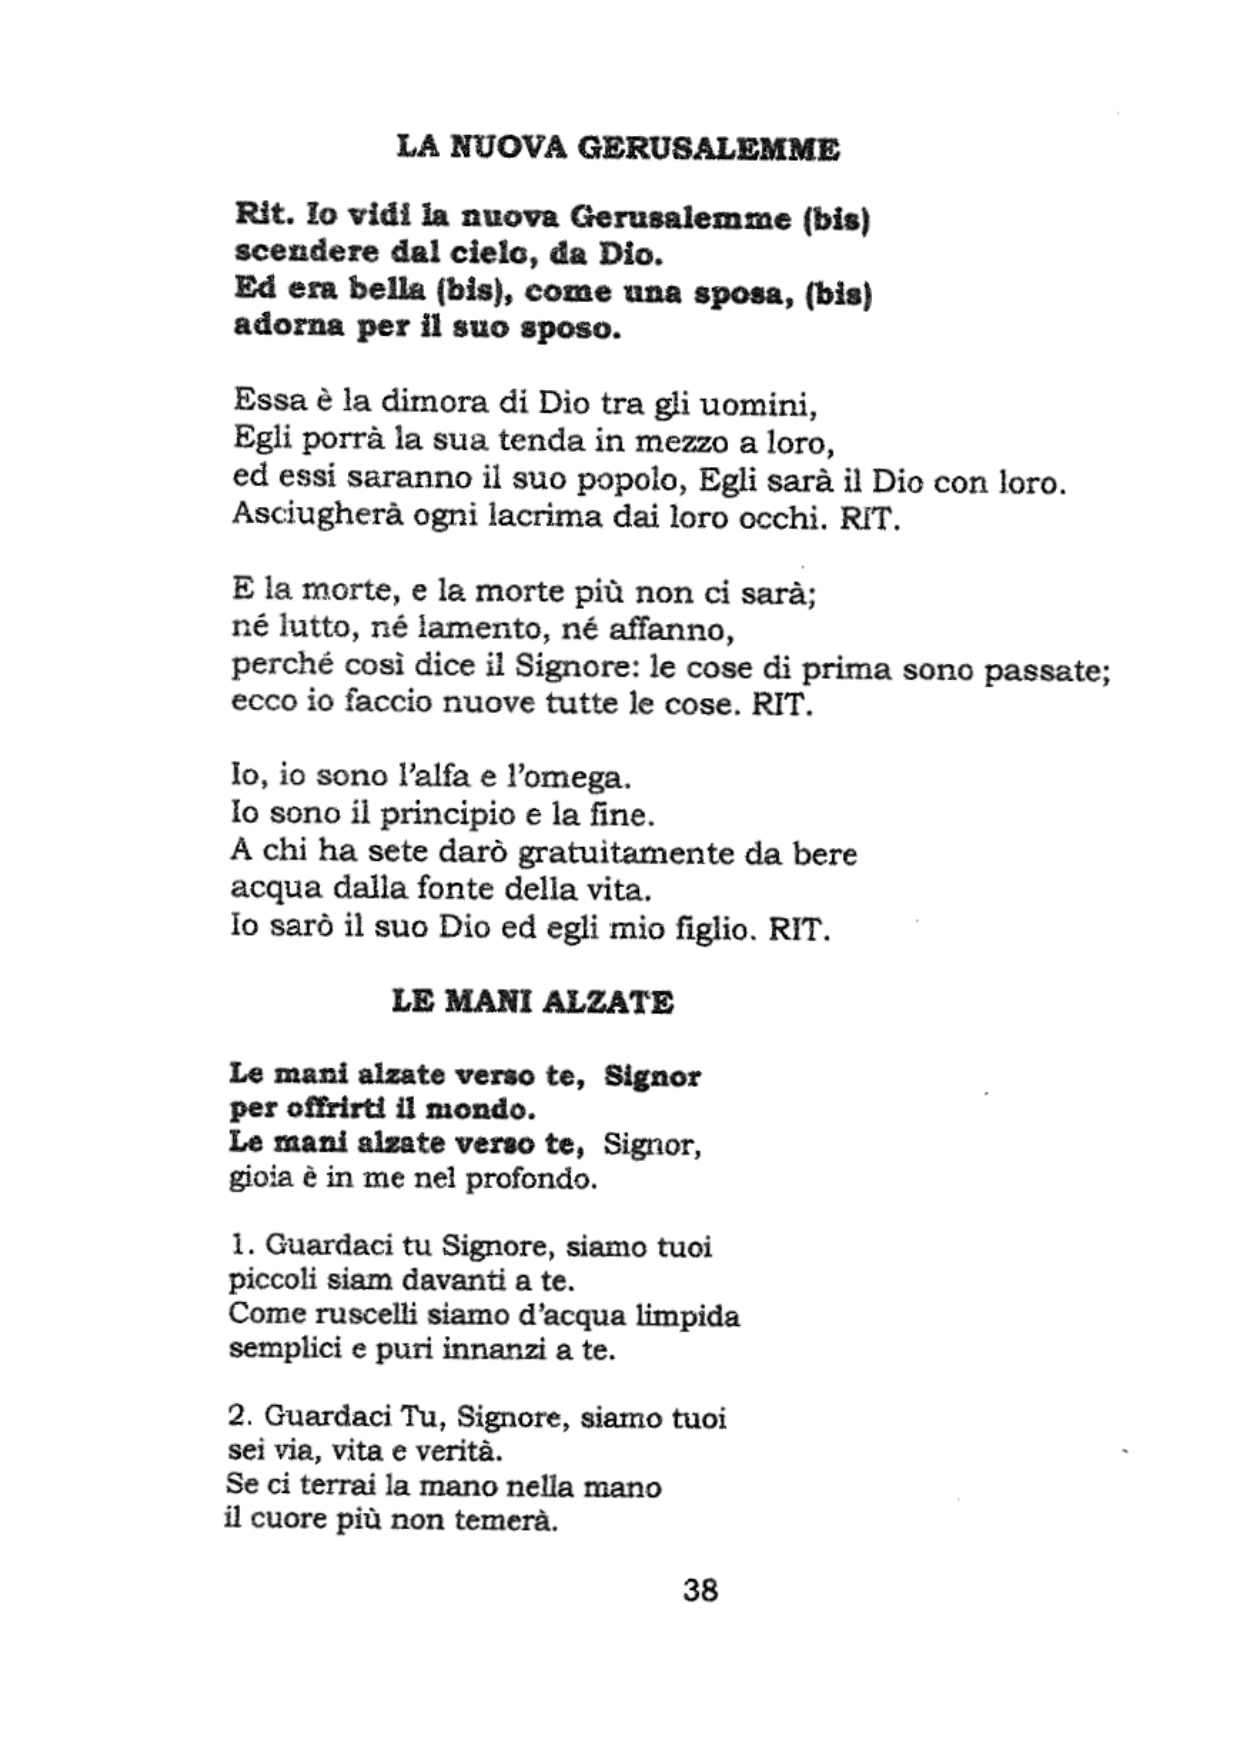 LA NUOVA GERUSALEMME
Rit. Io vidi la nuova Gerusalemme (bis)
scendere dal cielo, da Dio.
Ed era bella (bis), come una sposa, (bis)
adorna per il suo sposo.
Essa è la dimora di Dio tra gli uomini,
Egli porrà la sua tenda in mezzo a loro,
ed essi saranno il suo popolo, Egli sarà il Dio con loro.
Asciugherà ogni lacrima dai loro occhi. RIT.
E la morte, e la morte più non ci sarà;
né lutto, né lamento, né affanno,
perché così dice il Signore: le cose di prima sono passate;
ecco io faccio nuove tutte le cose. RIT.
Io, io sono l'alfa e l'omega.
Io sono il principio e la fine.
A chi ha sete darò gratuitamente da bere
acqua dalla fonte della vita.
Io sarò il suo Dio ed egli mio figlio. RIT.
LE MANI ALZATE
Le mani alzate verso te, Signor
per offrirti il mondo.
Le mani alzate verso te, Signor,
gioia è in me nel profondo.
1. Guardaci tu Signore, siamo tuoi
piccoli siam davanti a te.
Come ruscelli siamo d'acqua limpida
semplici e puri innanzi a te.
2. Guardaci Tu, Signore, siamo tuoi
sei via, vita e verità.
Se ci terrai la mano nella mano
il cuore più non temerà.
38